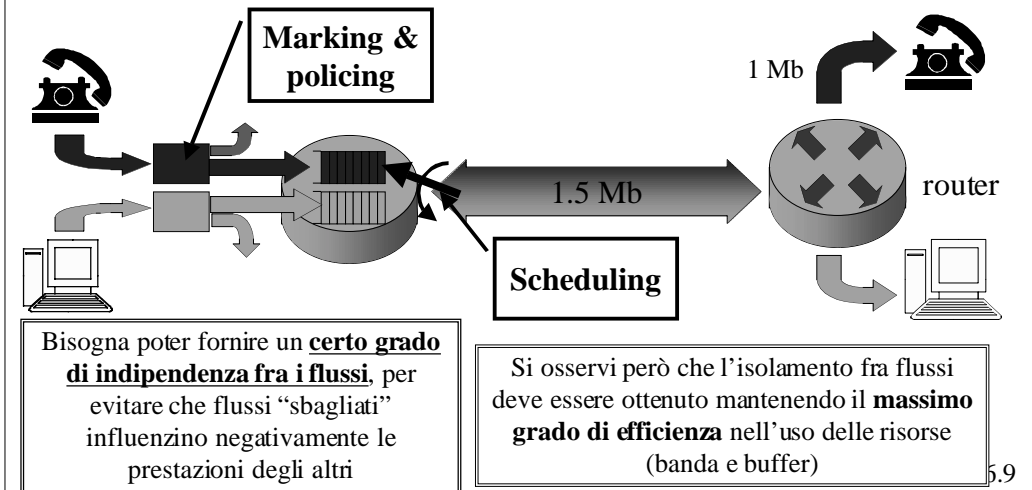 Marking &
policing
1 Mb
1.5 Mb
router
Scheduling
Bisogna poter fornire un certo grado
di indipendenza fra i flussi, per
evitare che flussi “sbagliati”
influenzino negativamente le
prestazioni degli altri
Si osservi però che l’isolamento fra flussi
deve essere ottenuto mantenendo il massimo
grado di efficienza nell’uso delle risorse
(banda e buffer)
.9